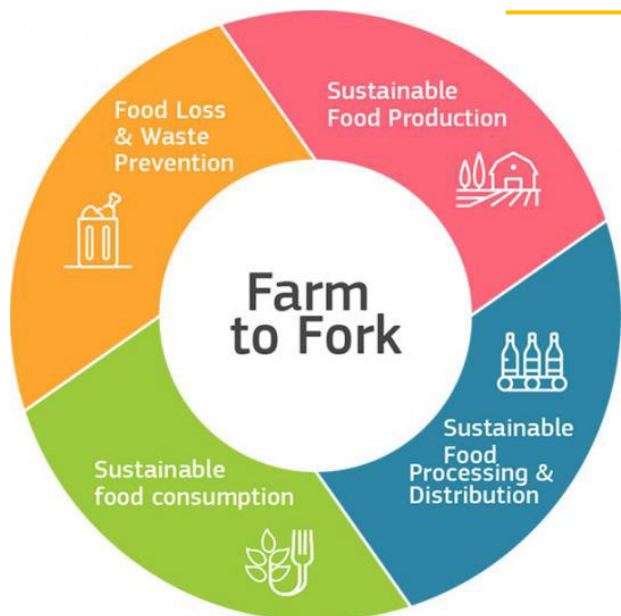 Food Loss
& Waste
Prevention
Sustainable
Food Production
Farm
to Fork
Sustainable
Food
Processing &
Distribution
Sustainable
food consumption